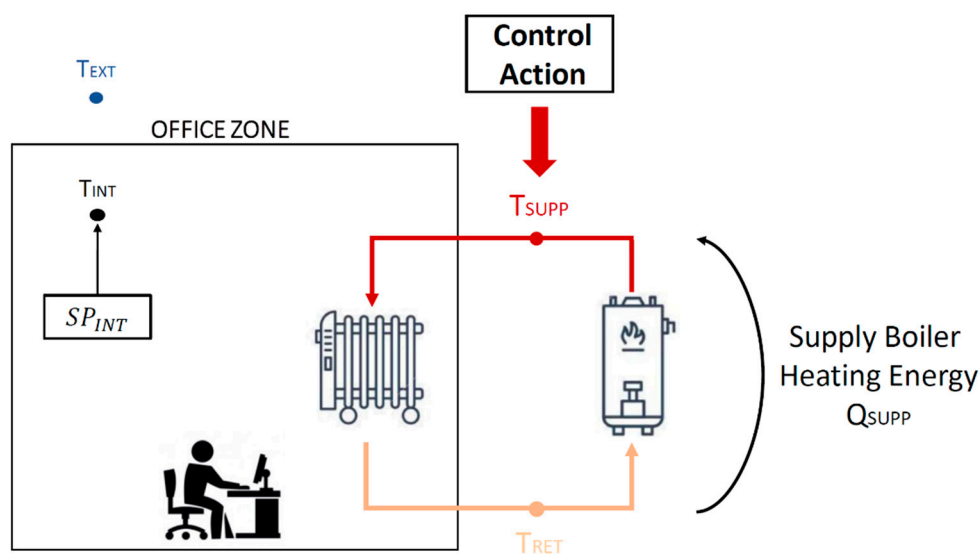 Control
Action
TEXT
OFFICE ZONE
TINT
TSUPP
SPINT
Supply Boiler
Heating Energy
QSUPP
TRET